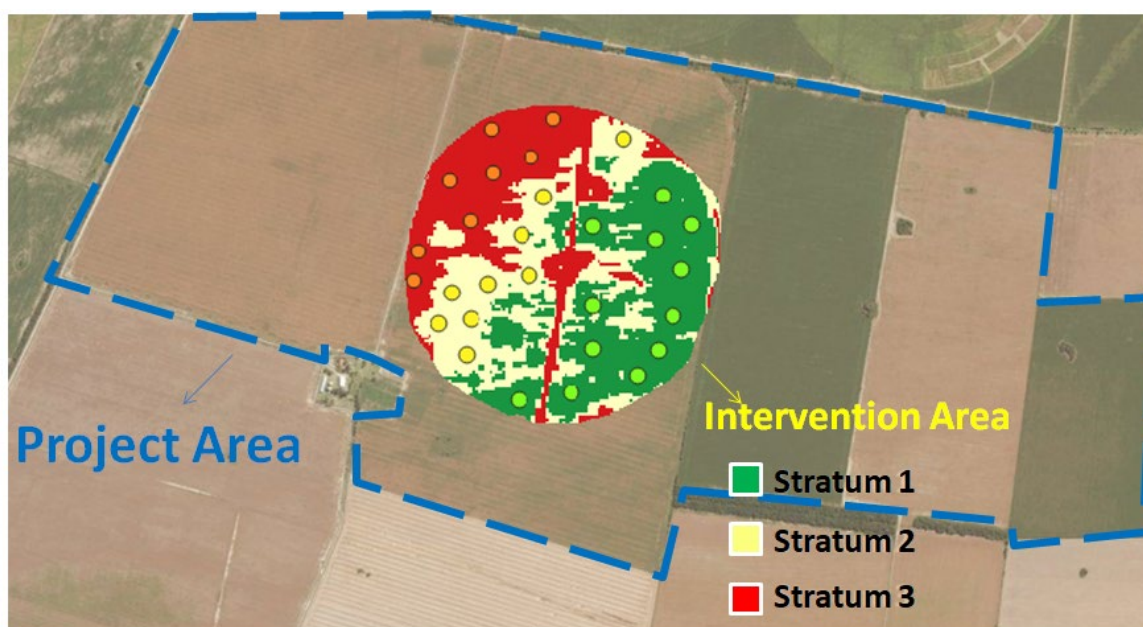 Project Area
Intervention Area
Stratum 1
Stratum 2
Stratum 3